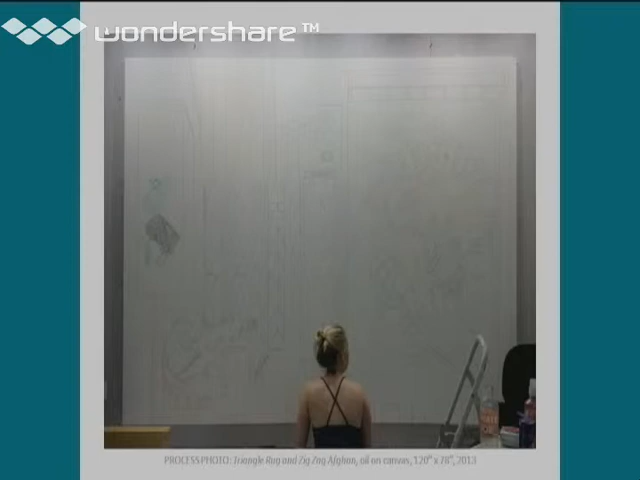 wondershare™
PROCESS PHOTO: Triangle Rug and Zig Zag Afghan, oil on canvas, 120" x 78", 2013